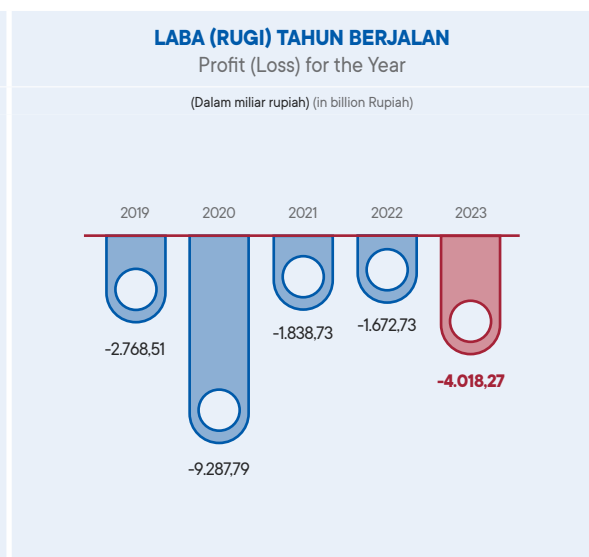 LABA (RUGI) TAHUN BERJALAN
Profit (Loss) for the Year
(Dalam miliar rupiah) (in billion Rupiah)
2019 2020 2021 2022 2023
-2.768,51
-9.287,79
-1.838,73
-1.672,73
-4.018,27